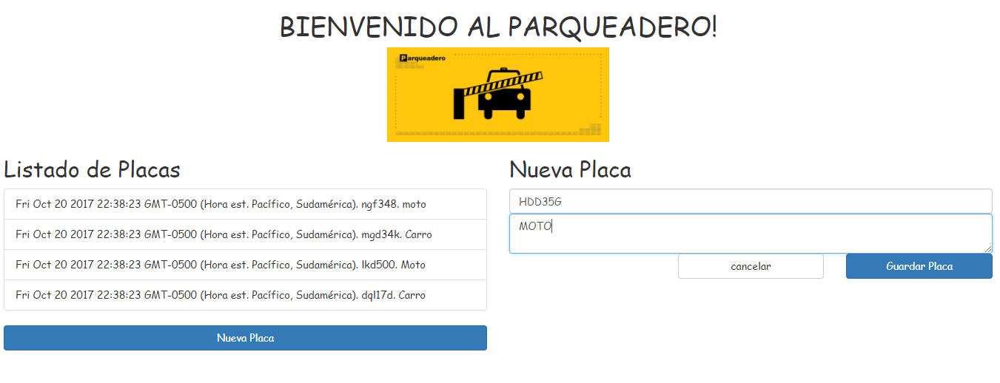 BIENVENIDO AL PARQUEADERO!
Parqueadero
Listado de Placas
Fri Oct 20 2017 22:38:23 GMT-0500 (Hora est. Pacífico, Sudamérica). ngf348. moto
Fri Oct 20 2017 22:38:23 GMT-0500 (Hora est. Pacífico, Sudamérica). mgd34k. Carro
Fri Oct 20 2017 22:38:23 GMT-0500 (Hora est. Pacífico, Sudamérica). lkd500. Moto
Fri Oct 20 2017 22:38:23 GMT-0500 (Hora est. Pacífico, Sudamérica). dql17d. Carro
Nueva Placa
Nueva Placa
HDD35G
MOTO
cancelar
Guardar Placa